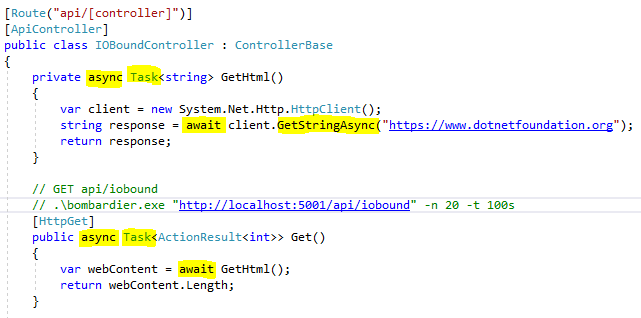 [Route("api/[controller]")]
[ApiController]
public class IOBoundController : ControllerBase
{
private async Task<string> GetHtml()
{
var client = new System.Net.Http.HttpClient();
string response = await client.GetStringAsync("https://www.dotnetfoundation.org");
return response;
}
// GET api/iobound
// .\bombardier.exe "http://localhost:5001/api/iobound" -n 20 -t 100s
[HttpGet]
public async Task<ActionResult<int>> Get()
{
var webContent = await GetHtml();
return webContent.Length;
}